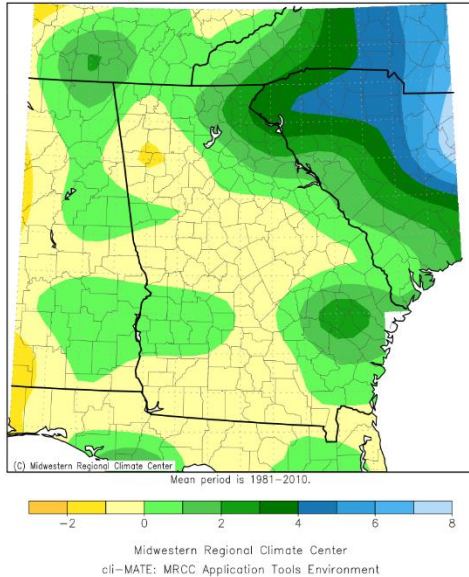 (C) Midwestern Regional Climate Center
Mean period is 1981-2010.
-2 0 2 4 6 8
Midwestern Regional Climate Center
cli-MATE: MRCC Application Tools Environment